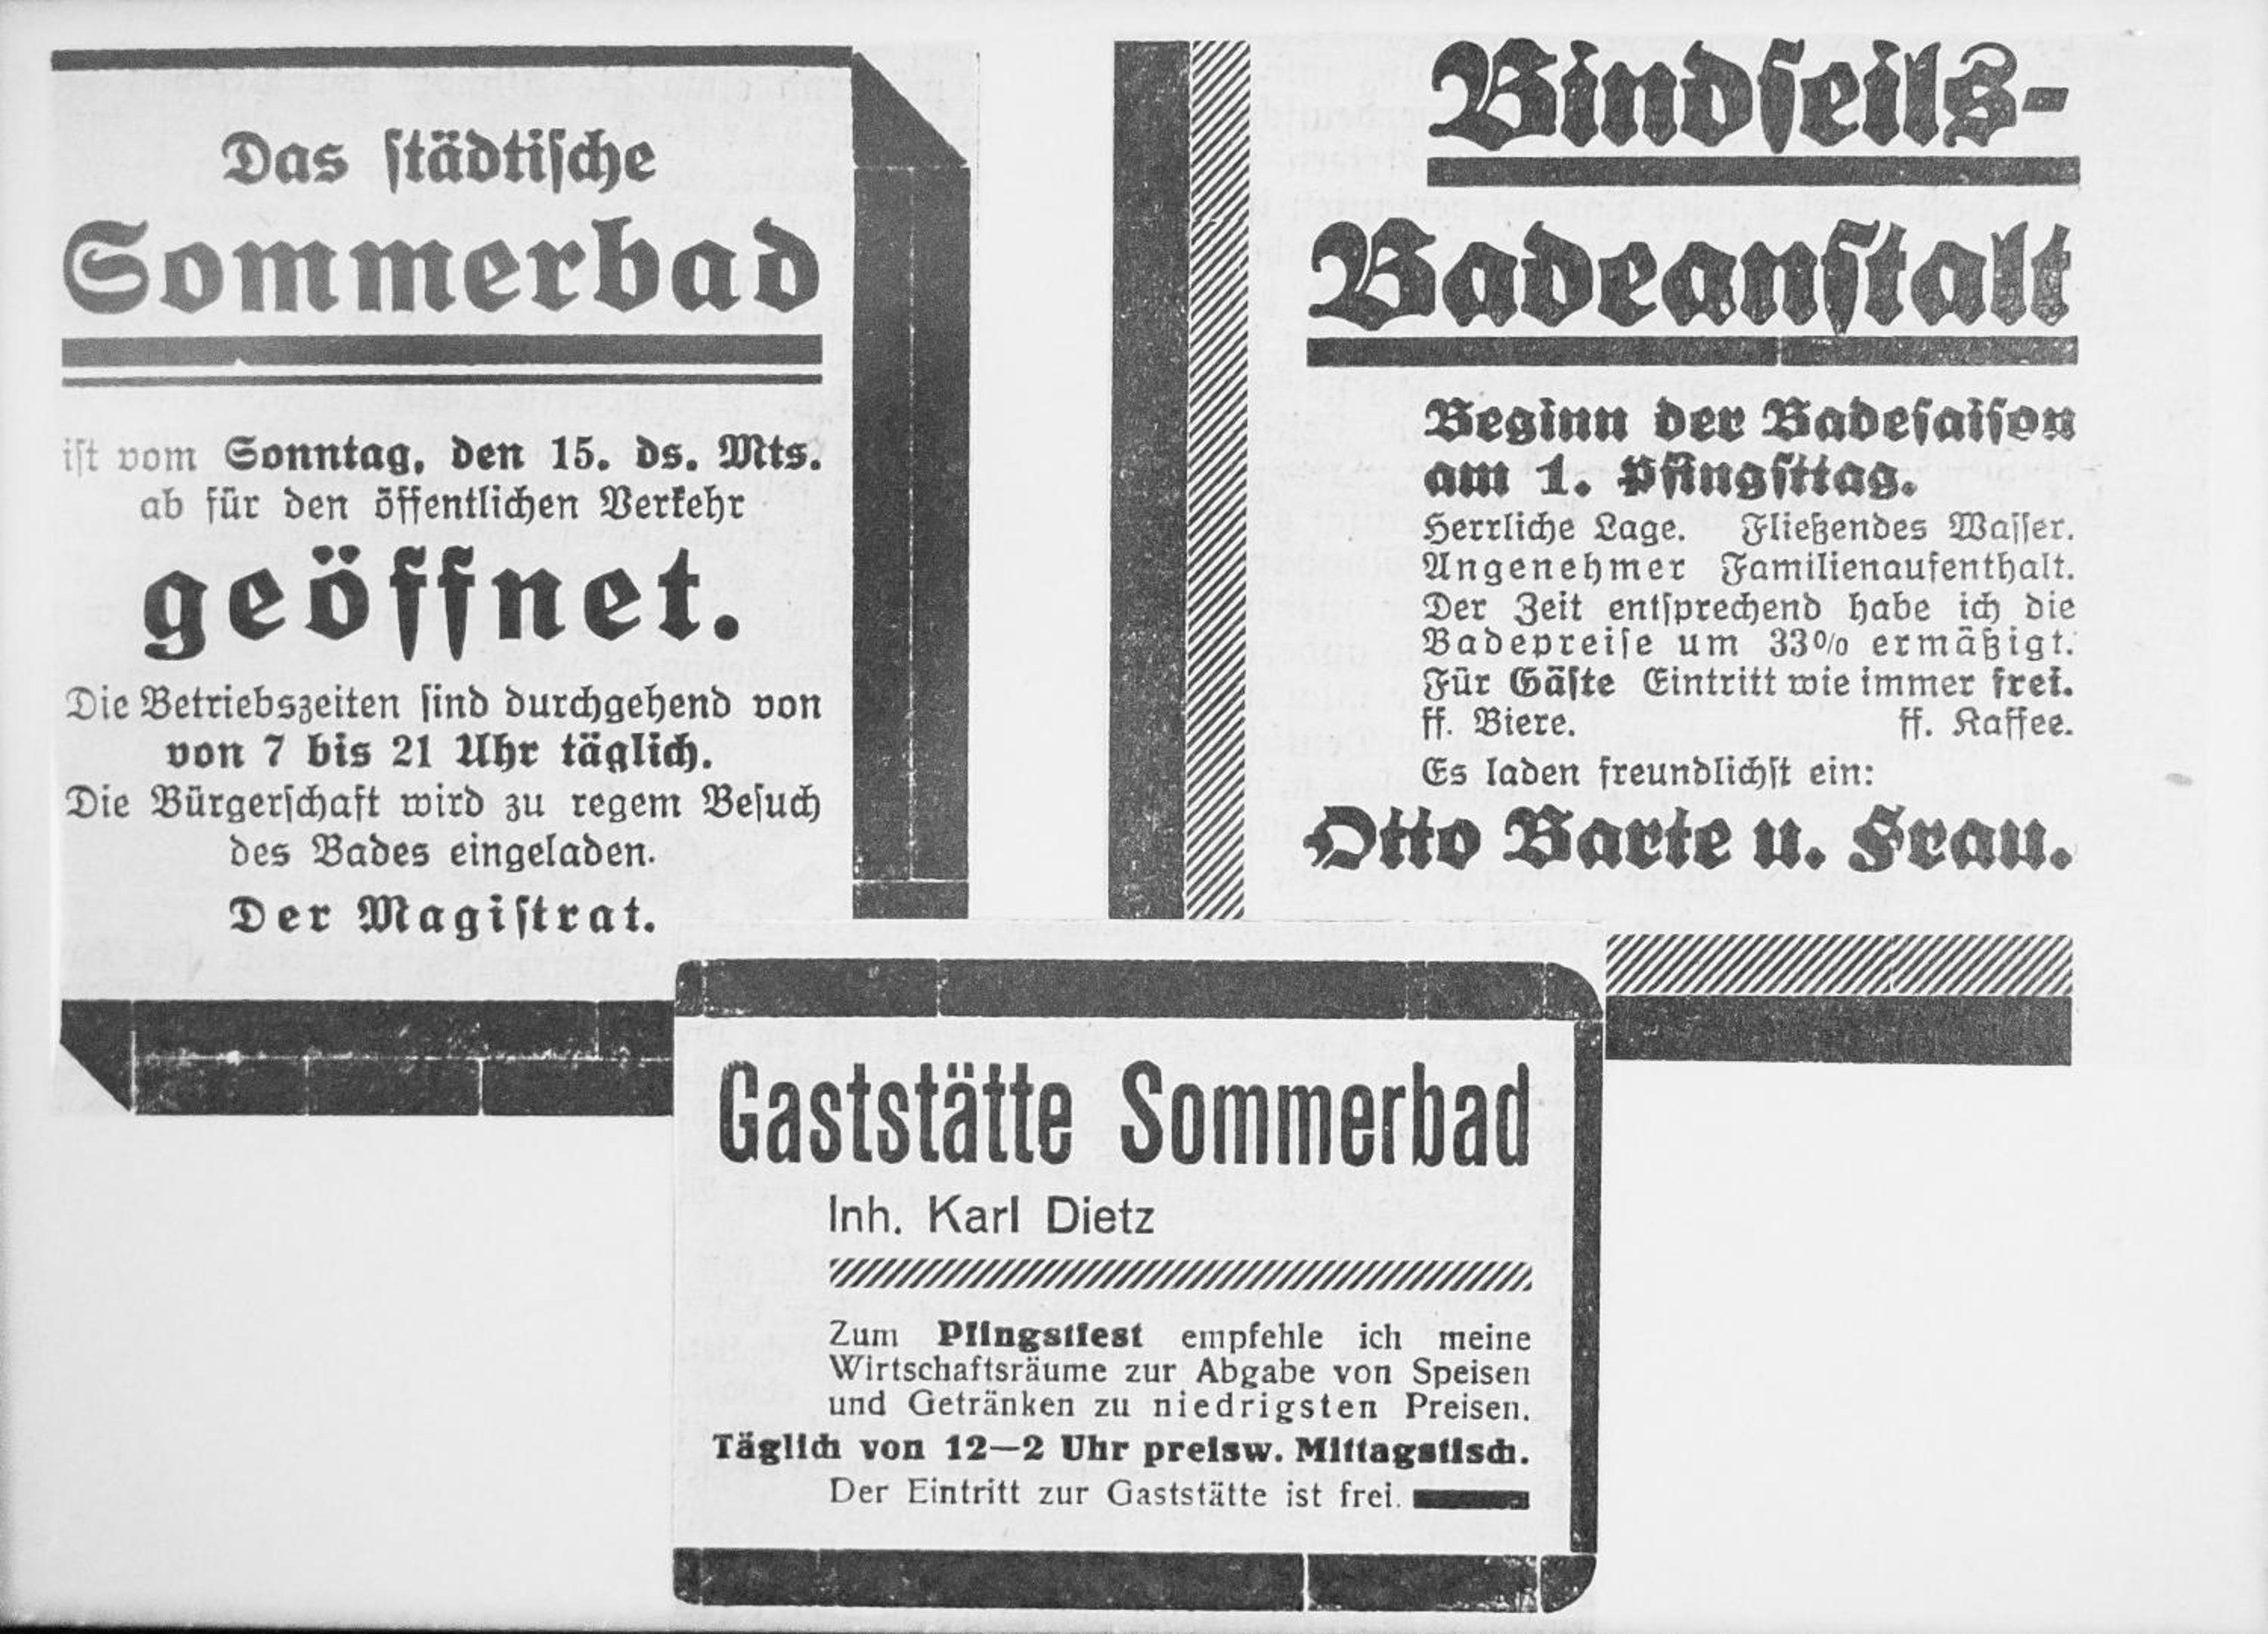 Das städtische
Sommerbad
ist vom Sonntag, den 15. ds. Mts.
ab für den öffentlichen Verkehr
geöffnet.
Die Betriebszeiten sind durchgehend von
von 7 bis 21 Uhr täglich.
Die Bürgerschaft wird zu regem Besuch
des Bades eingeladen.
Der Magistrat.
Bindseils-
Badeanstalt
Beginn der Badesaison
am 1. Pfingsttag.
Herrliche Lage. Fließendes Wasser.
Angenehmer Familienaufenthalt.
Der Zeit entsprechend habe ich die
Badepreise um 33% ermäßigt.
Für Gäste Eintritt wie immer frei.
ff. Biere. ff. Kaffee.
Es laden freundlichst ein:
Otto Barte u. Frau.
Gaststätte Sommerbad
Inh. Karl Dietz
Zum Pfingstfest empfehle ich meine
Wirtschaftsräume zur Abgabe von Speisen
und Getränken zu niedrigsten Preisen.
Täglich von 12—2 Uhr preisw. Mittagstisch.
Der Eintritt zur Gaststätte ist frei.